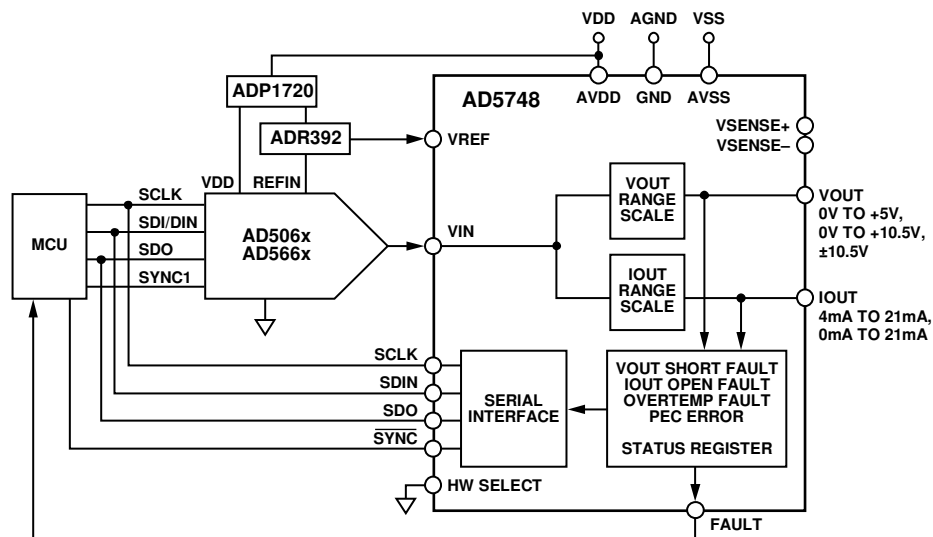 VDD AGND VSS
ADP1720
AD5748
AVDD GND AVSS
ADR392
VREF
VSENSE+
VSENSE–
VDD REFIN
SCLK
SDI/DIN
SDO
SYNC1
MCU
AD506x
AD566x
VIN
VOUT
RANGE
SCALE
VOUT
0V TO +5V,
0V TO +10.5V,
±10.5V
IOUT
RANGE
SCALE
IOUT
4mA TO 21mA,
0mA TO 21mA
SCLK
SDIN
SDO
SYNC
SERIAL
INTERFACE
VOUT SHORT FAULT
IOUT OPEN FAULT
OVERTEMP FAULT
PEC ERROR
STATUS REGISTER
HW SELECT
FAULT